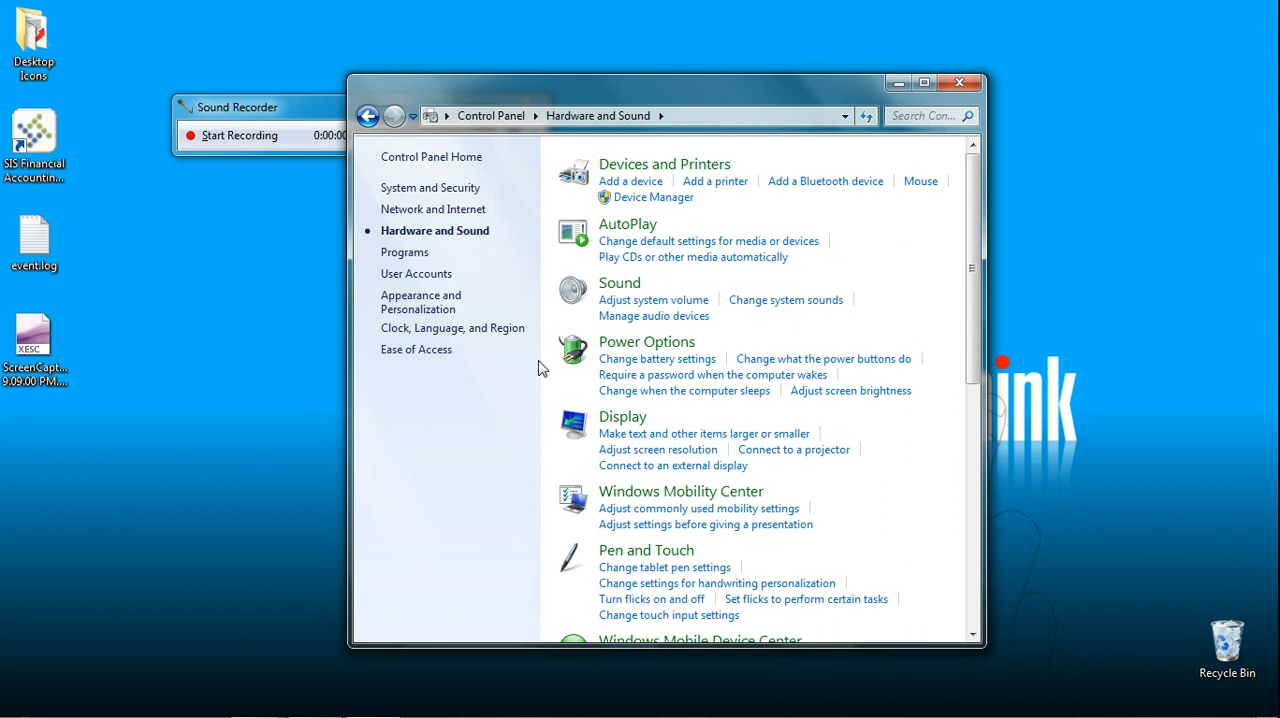 Desktop
Icons
SIS Financial
Accountin...
event.log
XESC
ScreenCapt...
9.09.00 PM....
Sound Recorder
Start Recording 0:00:00
Control Panel Hardware and Sound
Search Con...
Control Panel Home
System and Security
Network and Internet
Hardware and Sound
Programs
User Accounts
Appearance and
Personalization
Clock, Language, and Region
Ease of Access
Devices and Printers
Add a device Add a printer Add a Bluetooth device Mouse
Device Manager
AutoPlay
Change default settings for media or devices
Play CDs or other media automatically
Sound
Adjust system volume Change system sounds
Manage audio devices
Power Options
Change battery settings Change what the power buttons do
Require a password when the computer wakes
Change when the computer sleeps Adjust screen brightness
Display
Make text and other items larger or smaller
Adjust screen resolution Connect to a projector
Connect to an external display
Windows Mobility Center
Adjust commonly used mobility settings
Adjust settings before giving a presentation
Pen and Touch
Change tablet pen settings
Change settings for handwriting personalization
Turn flicks on and off Set flicks to perform certain tasks
Change touch input settings
Windows Mobile Device Center
ink
Recycle Bin